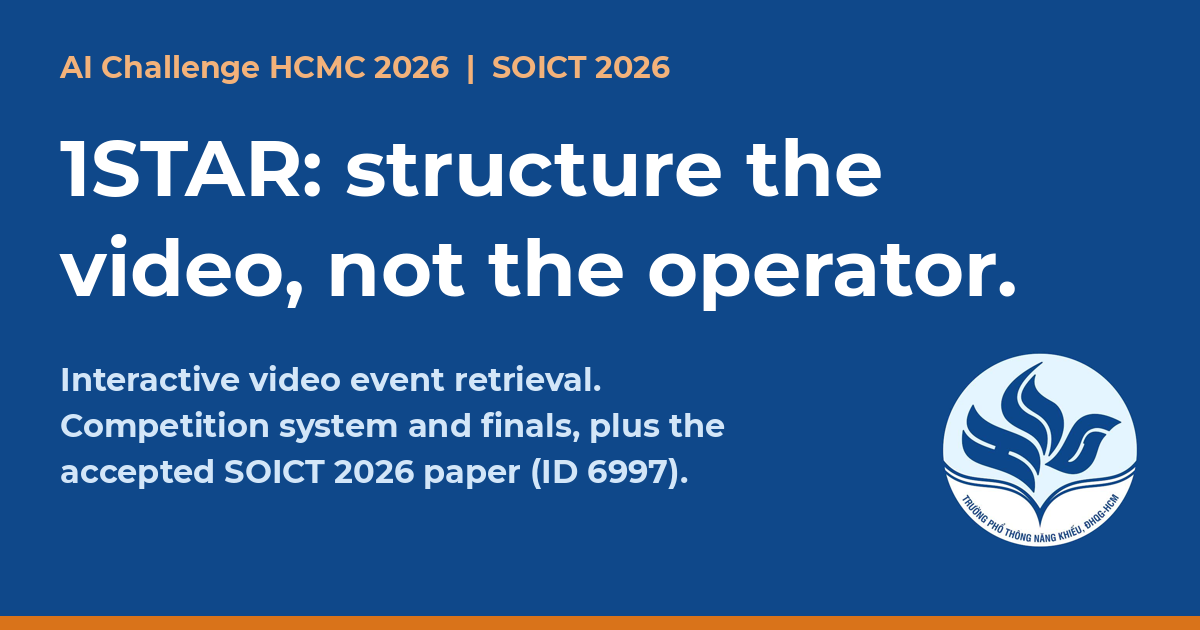 AI Challenge HCMC 2026 | SOICT 2026
1STAR: structure the
video, not the operator.
Interactive video event retrieval.
Competition system and finals, plus the
accepted SOICT 2026 paper (ID 6997).
TRƯỜNG PHỔ THÔNG NĂNG KHIẾU, ĐHQG-HCM